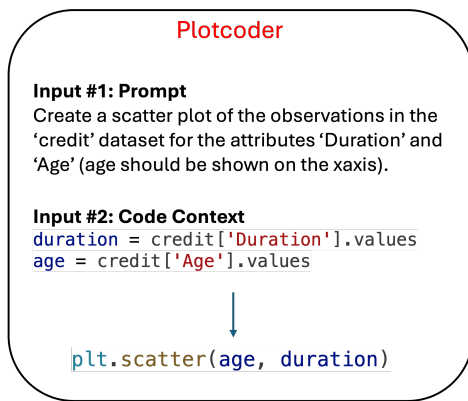 Plotcoder
Input #1: Prompt
Create a scatter plot of the observations in the
‘credit’ dataset for the attributes ‘Duration’ and
‘Age’ (age should be shown on the xaxis).
Input #2: Code Context
duration = credit['Duration'].values
age = credit['Age'].values
plt.scatter(age, duration)